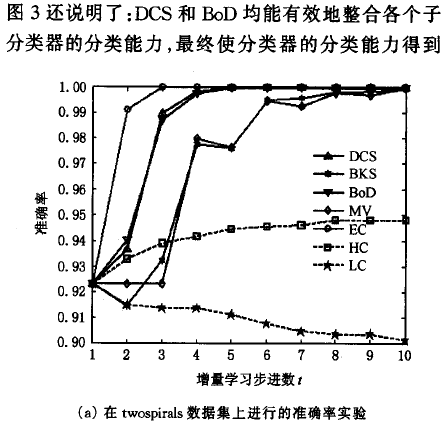 图 3 还说明了:DCS 和 BoD 均能有效地整合各个子
分类器的分类能力,最终使分类器的分类能力得到
1.00
0.99
0.98
0.97
0.96
0.95
0.94
0.93
0.92
0.91
0.90
准确率
DCS
BKS
BoD
MV
EC
HC
LC
1 2 3 4 5 6 7 8 9 10
增量学习步进数 t
(a) 在 twospirals 数据集上进行的准确率实验